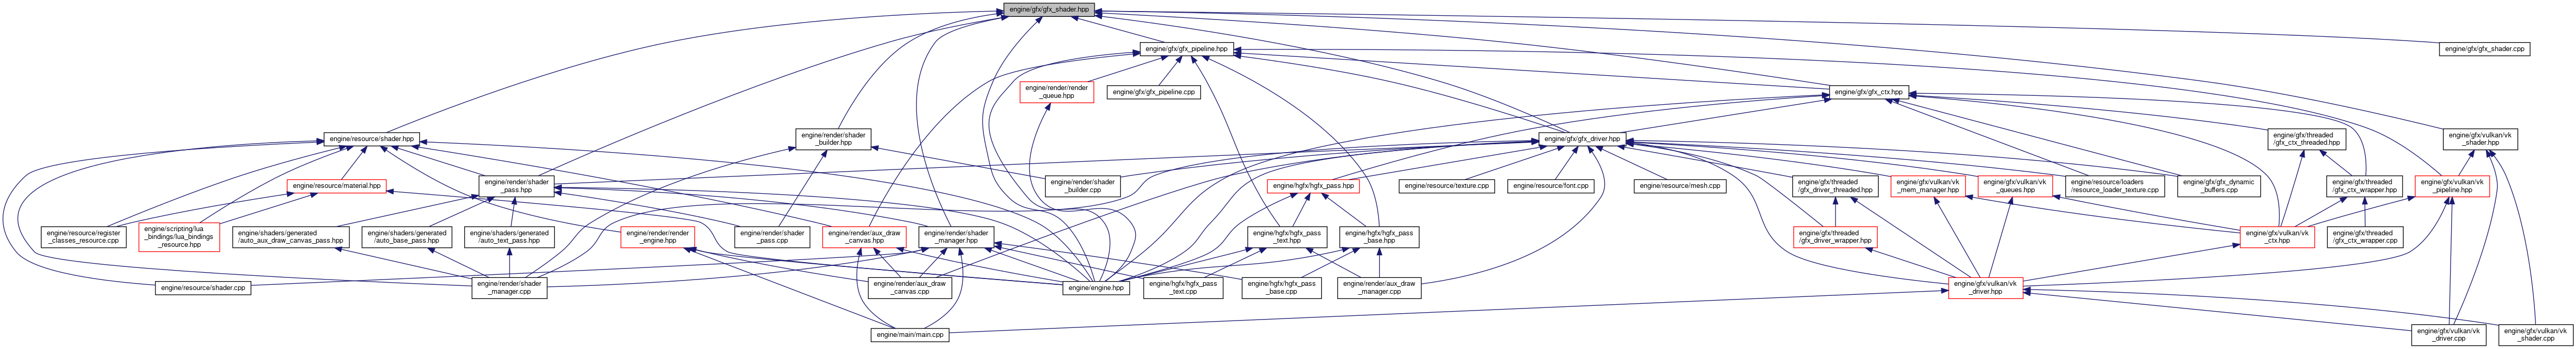 engine/gfx/gfx_shader.hpp
engine/gfx/gfx_pipeline.hpp
engine/gfx/gfx_shader.cpp
engine/render/render
_queue.hpp
engine/gfx/gfx_pipeline.cpp
engine/gfx/gfx_ctx.hpp
engine/resource/shader.hpp
engine/render/shader
_builder.hpp
engine/gfx/gfx_driver.hpp
engine/gfx/threaded
/gfx_ctx_threaded.hpp
engine/gfx/vulkan/vk
_shader.hpp
engine/resource/material.hpp
engine/render/shader
_pass.hpp
engine/render/shader
_builder.cpp
engine/hgfx/hgfx_pass.hpp
engine/resource/texture.cpp
engine/resource/font.cpp
engine/resource/mesh.cpp
engine/gfx/threaded
/gfx_driver_threaded.hpp
engine/gfx/vulkan/vk
_mem_manager.hpp
engine/gfx/vulkan/vk
_queues.hpp
engine/resource/loaders
/resource_loader_texture.cpp
engine/gfx/gfx_dynamic
_buffers.cpp
engine/gfx/threaded
/gfx_ctx_wrapper.hpp
engine/gfx/vulkan/vk
_pipeline.hpp
engine/resource/register
_classes_resource.cpp
engine/scripting/lua
_bindings/lua_bindings
_resource.hpp
engine/shaders/generated
/auto_aux_draw_canvas_pass.hpp
engine/shaders/generated
/auto_base_pass.hpp
engine/shaders/generated
/auto_text_pass.hpp
engine/render/render
_engine.hpp
engine/render/shader
_pass.cpp
engine/render/aux_draw
_canvas.hpp
engine/render/shader
_manager.hpp
engine/hgfx/hgfx_pass
_text.hpp
engine/hgfx/hgfx_pass
_base.hpp
engine/gfx/threaded
/gfx_driver_wrapper.hpp
engine/gfx/vulkan/vk
_ctx.hpp
engine/gfx/threaded
/gfx_ctx_wrapper.cpp
engine/resource/shader.cpp
engine/render/shader
_manager.cpp
engine/render/aux_draw
_canvas.cpp
engine/engine.hpp
engine/hgfx/hgfx_pass
_text.cpp
engine/hgfx/hgfx_pass
_base.cpp
engine/render/aux_draw
_manager.cpp
engine/gfx/vulkan/vk
_driver.hpp
engine/main/main.cpp
engine/gfx/vulkan/vk
_driver.cpp
engine/gfx/vulkan/vk
_shader.cpp